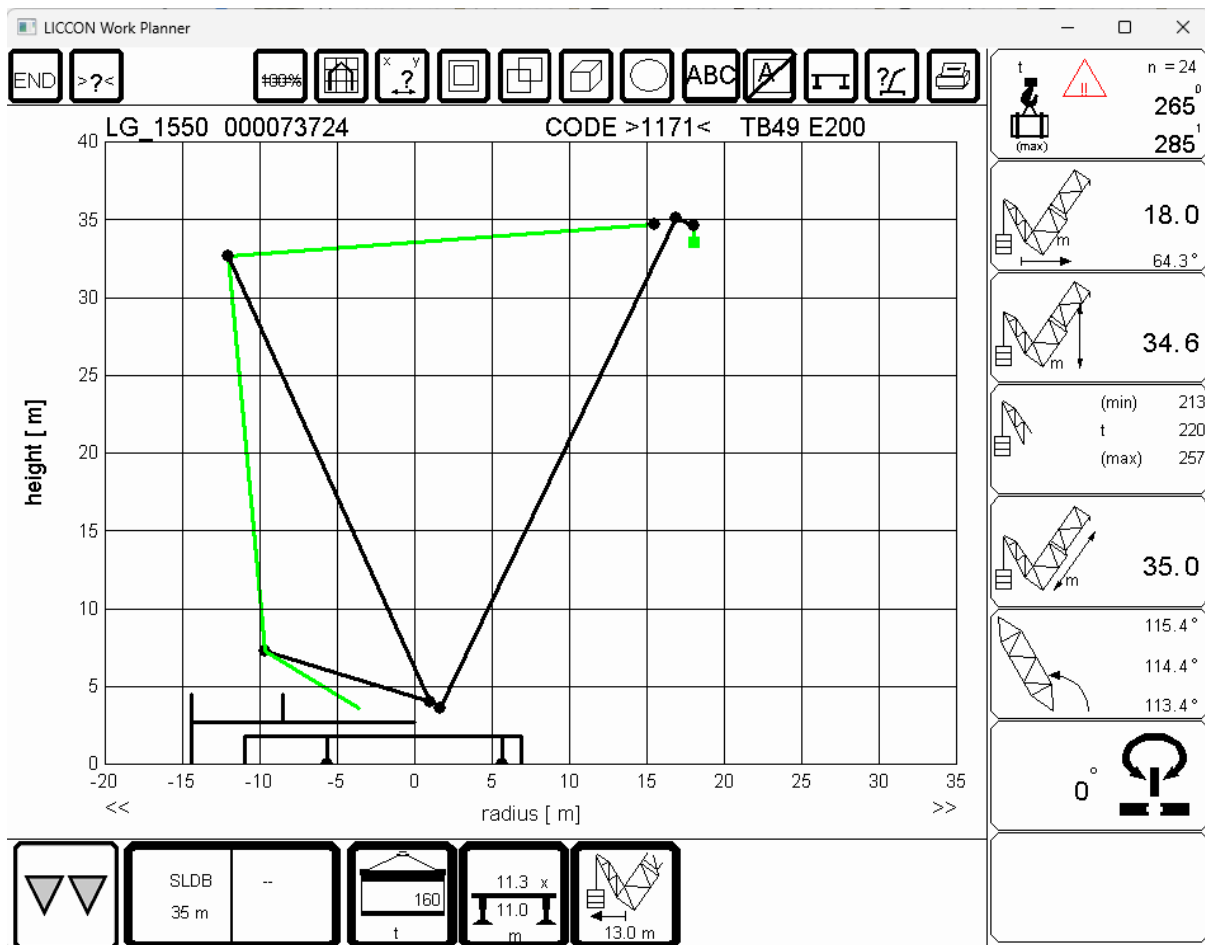 LICCON Work Planner
END
>?<
100%
x y
?
ABC
A
?
LG_1550 000073724 CODE >1171< TB49 E200
40
35
30
25
20
15
10
5
0
height [ m]
-20 -15 -10 -5 0 5 10 15 20 25 30 35
<< >>
radius [ m]
t n = 24
!!
265 0
285 1
(max)
18.0
m
64.3°
34.6
m
(min) 213
t 220
(max) 257
35.0
m
115.4°
114.4°
113.4°
0°
SLDB --
35 m
160
t
11.3 x
11.0
m
13.0 m